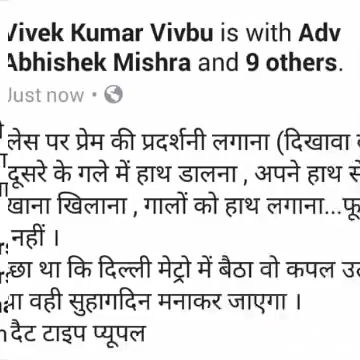 Vivek Kumar Vivbu is with Adv
Abhishek Mishra and 9 others.
Just now •
प्रेम की प्रदर्शनी लगाना (दिखावा
दूसरे के गले में हाथ डालना , अपने हाथ से
खाना खिलाना , गालों को हाथ लगाना...
नहीं ।
था कि दिल्ली मेट्रो में बैठा वो कपल
वही सुहागदिन मनाकर जाएगा ।
दैट टाइप प्यूपल